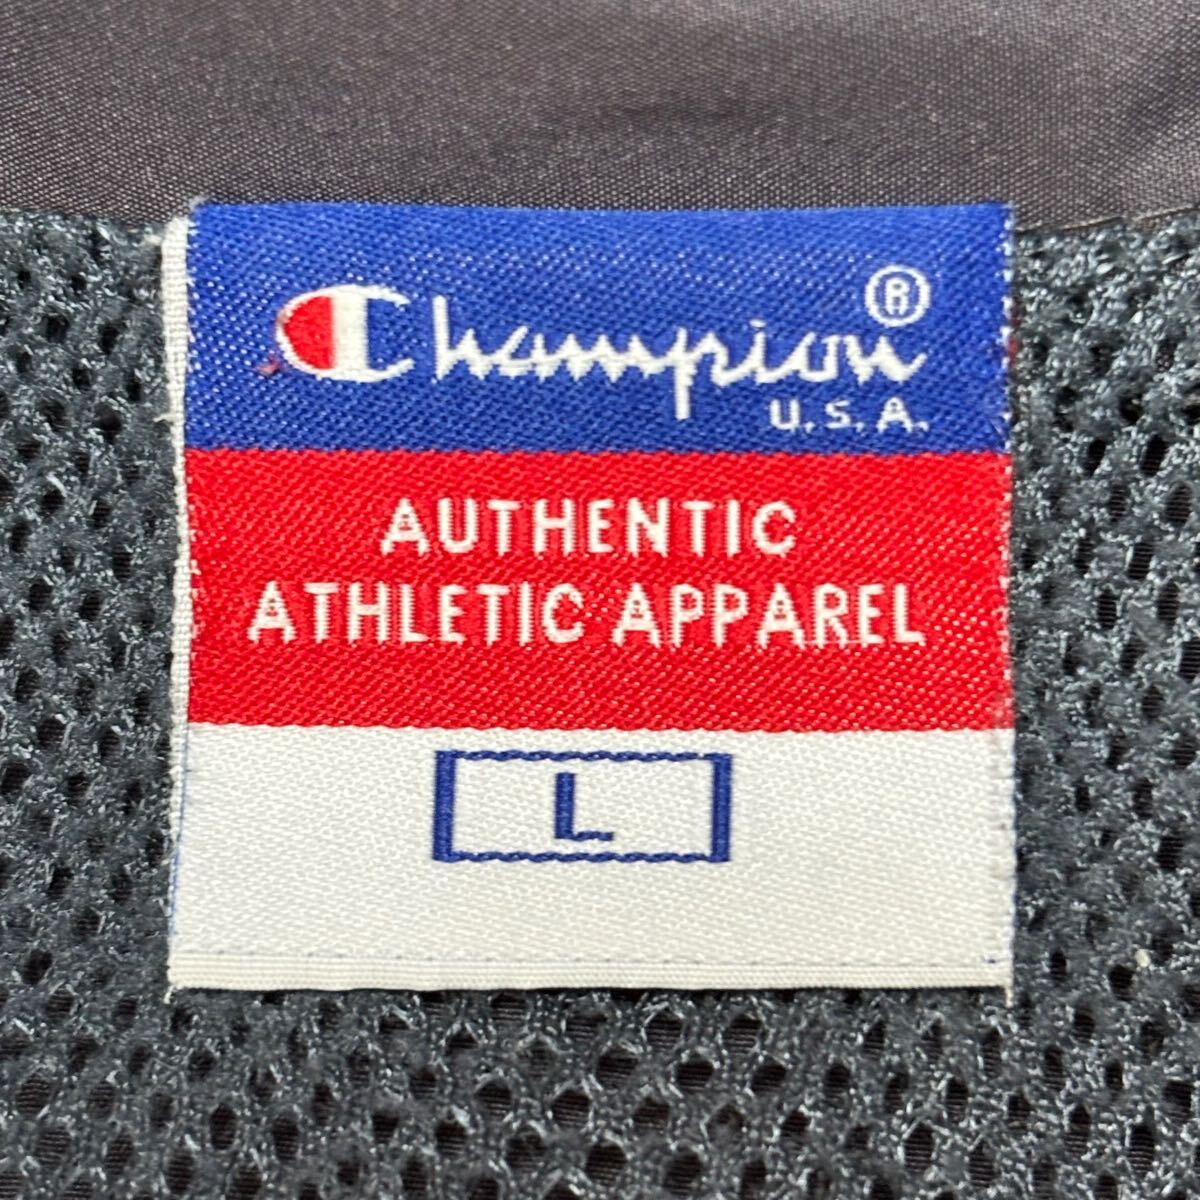 Champion®
U.S.A.
AUTHENTIC
ATHLETIC APPAREL
L